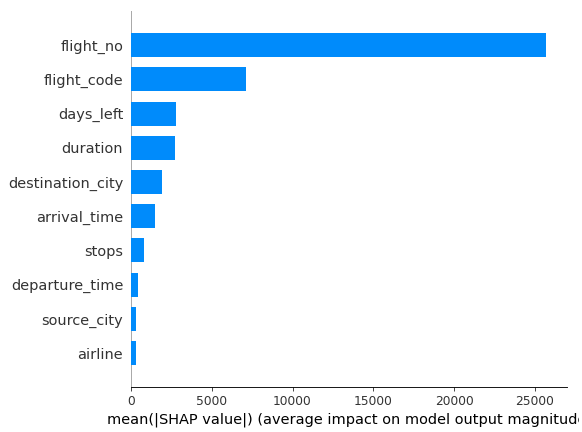 flight_no
flight_code
days_left
duration
destination_city
arrival_time
stops
departure_time
source_city
airline
0 5000 10000 15000 20000 25000
mean(|SHAP value|) (average impact on model output magnitude